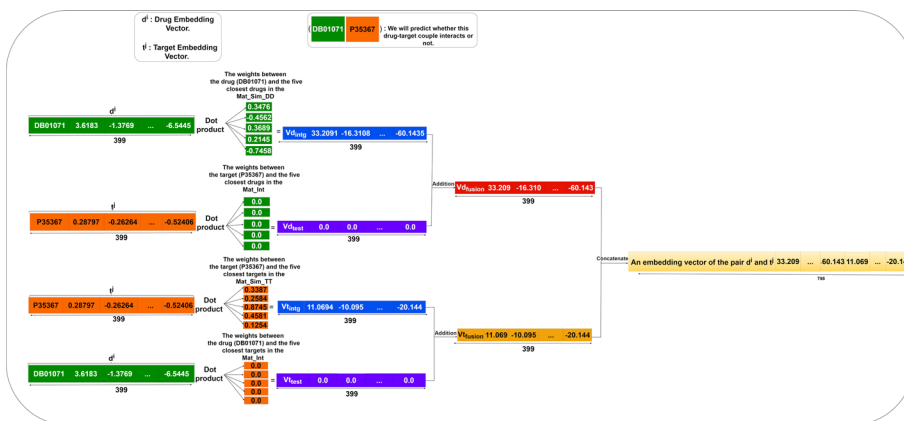 dⁱ : Drug Embedding
Vector.
tʲ : Target Embedding
Vector.
( DB01071 P35367 ) : We will predict whether this
drug-target couple interacts or
not.
The weights between
the drug (DB01071) and the five
closest drugs in the
Mat_Sim_DD
dⁱ
DB01071 3.6183 -1.3769 ... -6.5445
399
Dot
product
0.3476
-0.4562
0.3689
0.2145
-0.7458
=
Vd_intg 33.2091 -16.3108 ... -60.1435
399
The weights between
the target (P35367) and the five
closest drugs in the
Mat_Int
tʲ
P35367 0.28797 -0.26264 ... -0.52406
399
Dot
product
0.0
0.0
0.0
0.0
0.0
=
Vd_test 0.0 0.0 ... 0.0
399
Addition
Vd_fusion 33.209 -16.310 ... -60.143
399
The weights between
the target (P35367) and the five
closest targets in the
Mat_Sim_TT
tʲ
P35367 0.28797 -0.26264 ... -0.52406
399
Dot
product
0.3387
0.2584
0.8745
0.4581
0.1254
=
Vt_intg 11.0694 -10.095 ... -20.144
399
The weights between
the drug (DB01071) and the five
closest targets in the
Mat_Int
dⁱ
DB01071 3.6183 -1.3769 ... -6.5445
399
Dot
product
0.0
0.0
0.0
0.0
0.0
=
Vt_test 0.0 0.0 ... 0.0
399
Addition
Vt_fusion 11.069 -10.095 ... -20.144
399
Concatenate
An embedding vector of the pair dⁱ and tʲ 33.209 ... 60.143 11.069 ... -20.14